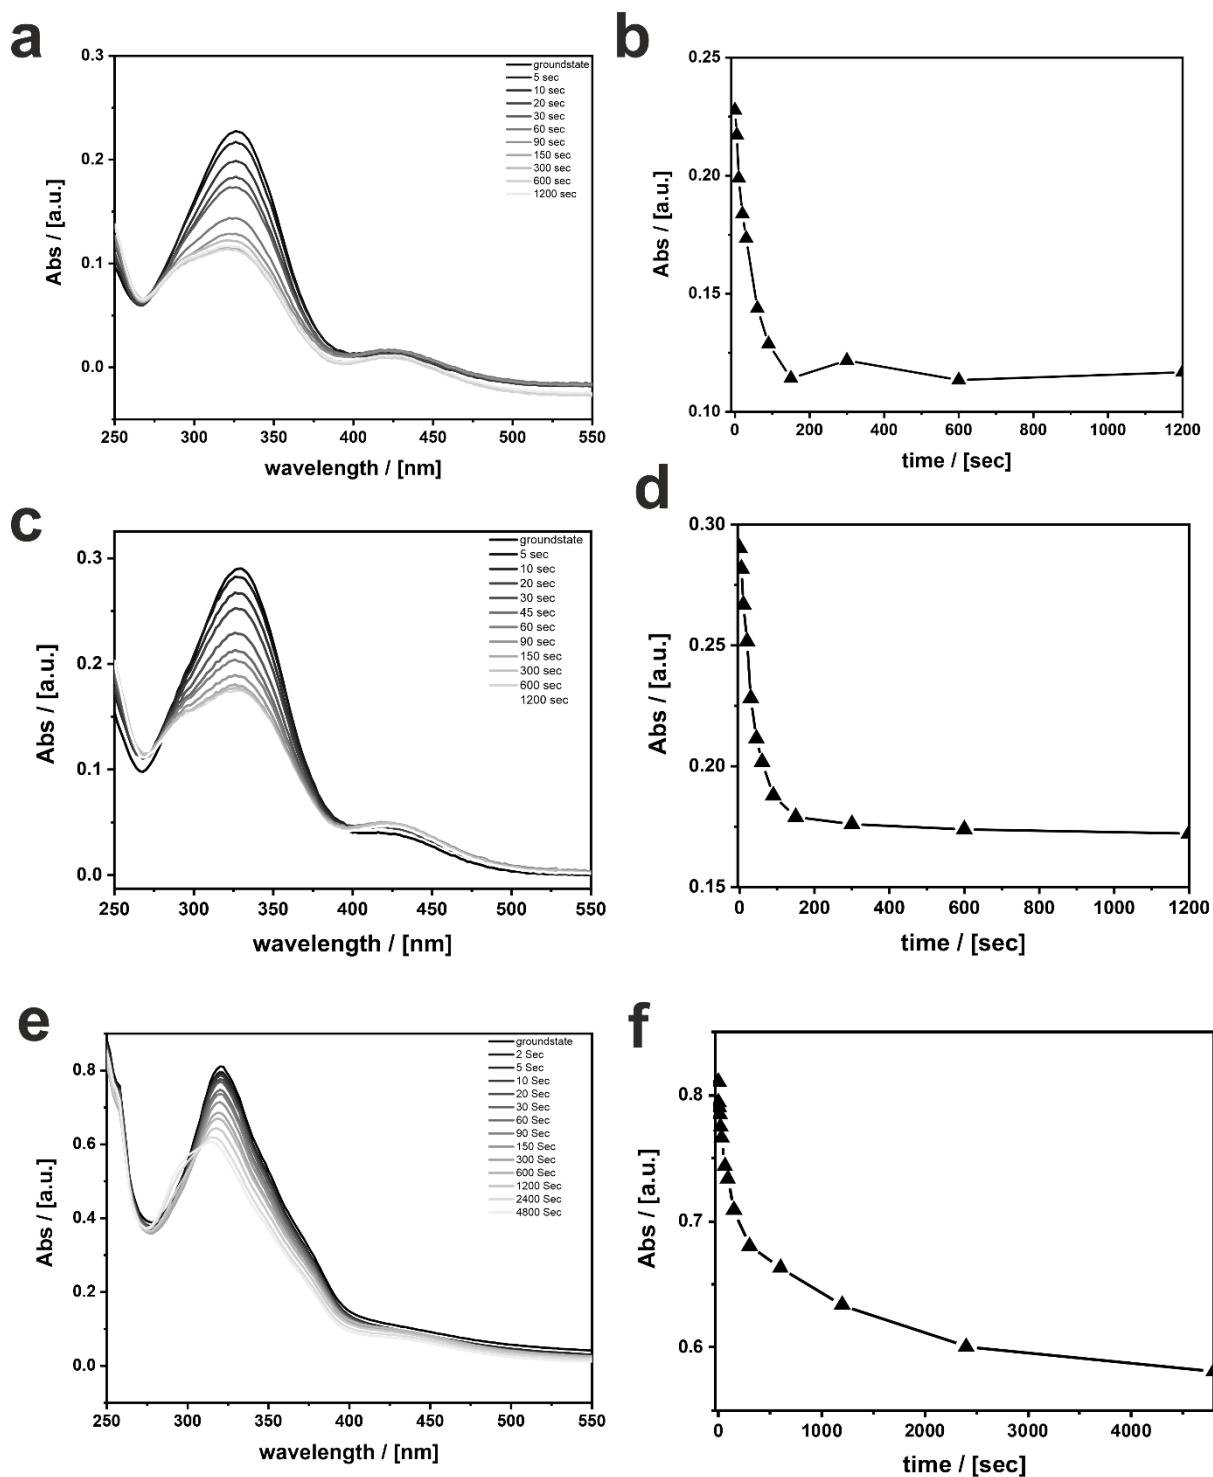 a
0.3
0.2
0.1
0.0
Abs / [a.u.]
250
300
350
400
450
500
550
wavelength / [nm]
groundstate
5 sec
10 sec
20 sec
30 sec
60 sec
90 sec
150 sec
300 sec
600 sec
1200 sec
b
0.25
0.20
0.15
0.10
Abs / [a.u.]
0
200
400
600
800
1000
1200
time / [sec]
c
0.3
0.2
0.1
0.0
Abs / [a.u.]
250
300
350
400
450
500
550
wavelength / [nm]
groundstate
5 sec
10 sec
20 sec
30 sec
45 sec
60 sec
90 sec
150 sec
300 sec
600 sec
1200 sec
d
0.30
0.25
0.20
0.15
Abs / [a.u.]
0
200
400
600
800
1000
1200
time / [sec]
e
0.8
0.6
0.4
0.2
0.0
Abs / [a.u.]
250
300
350
400
450
500
550
wavelength / [nm]
groundstate
2 Sec
5 Sec
10 Sec
20 Sec
30 Sec
60 Sec
90 Sec
150 Sec
300 Sec
600 Sec
1200 Sec
2400 Sec
4800 Sec
f
0.8
0.7
0.6
Abs / [a.u.]
0
1000
2000
3000
4000
time / [sec]